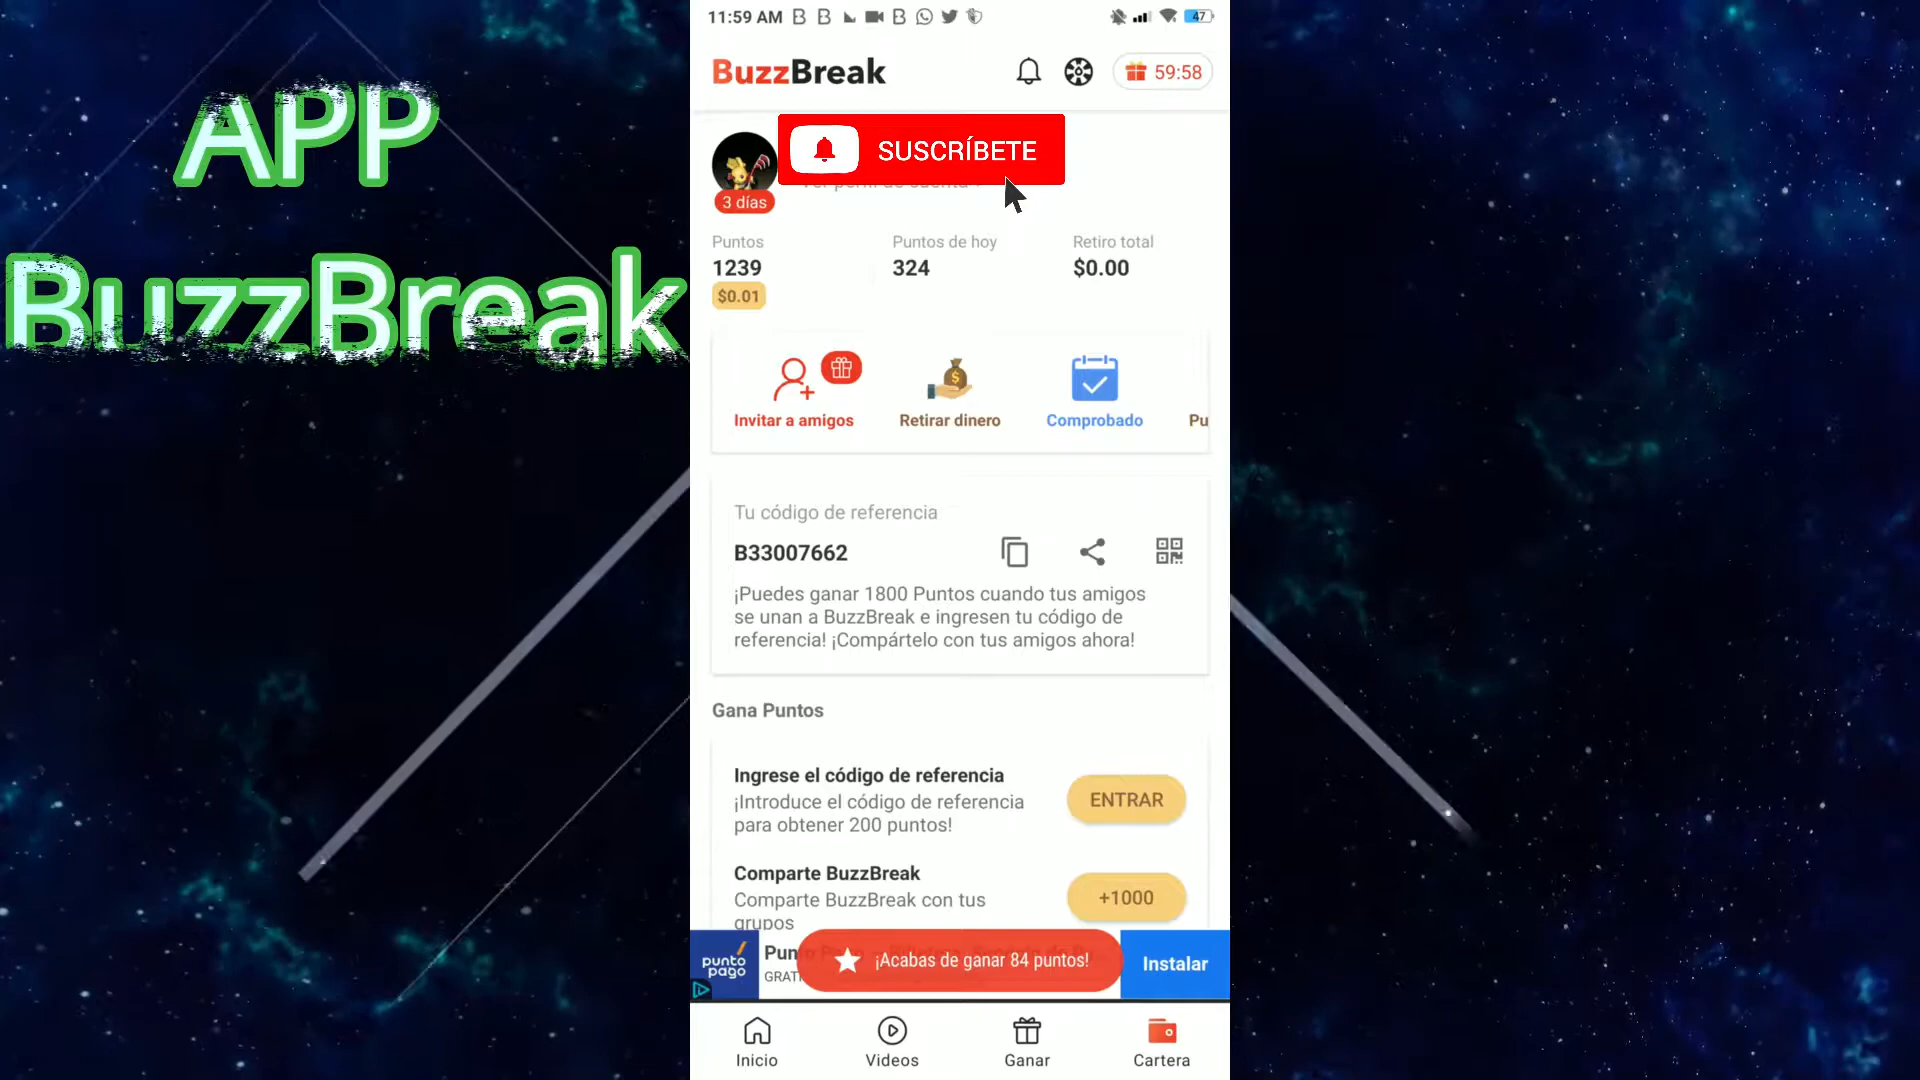 APP
BuzzBreak
11:59 AM
47
BuzzBreak
59:58
SUSCRÍBETE
3 días
Puntos
Puntos de hoy
Retiro total
1239
324
$0.00
$0.01
Invitar a amigos
Retirar dinero
Comprobado
Pu
Tu código de referencia
B33007662
¡Puedes ganar 1800 Puntos cuando tus amigos
se unan a BuzzBreak e ingresen tu código de
referencia! ¡Compártelo con tus amigos ahora!
Gana Puntos
Ingrese el código de referencia
¡Introduce el código de referencia
para obtener 200 puntos!
ENTRAR
Comparte BuzzBreak
Comparte BuzzBreak con tus
grupos
+1000
punto
pago
¡Acabas de ganar 84 puntos!
Instalar
Inicio
Videos
Ganar
Cartera